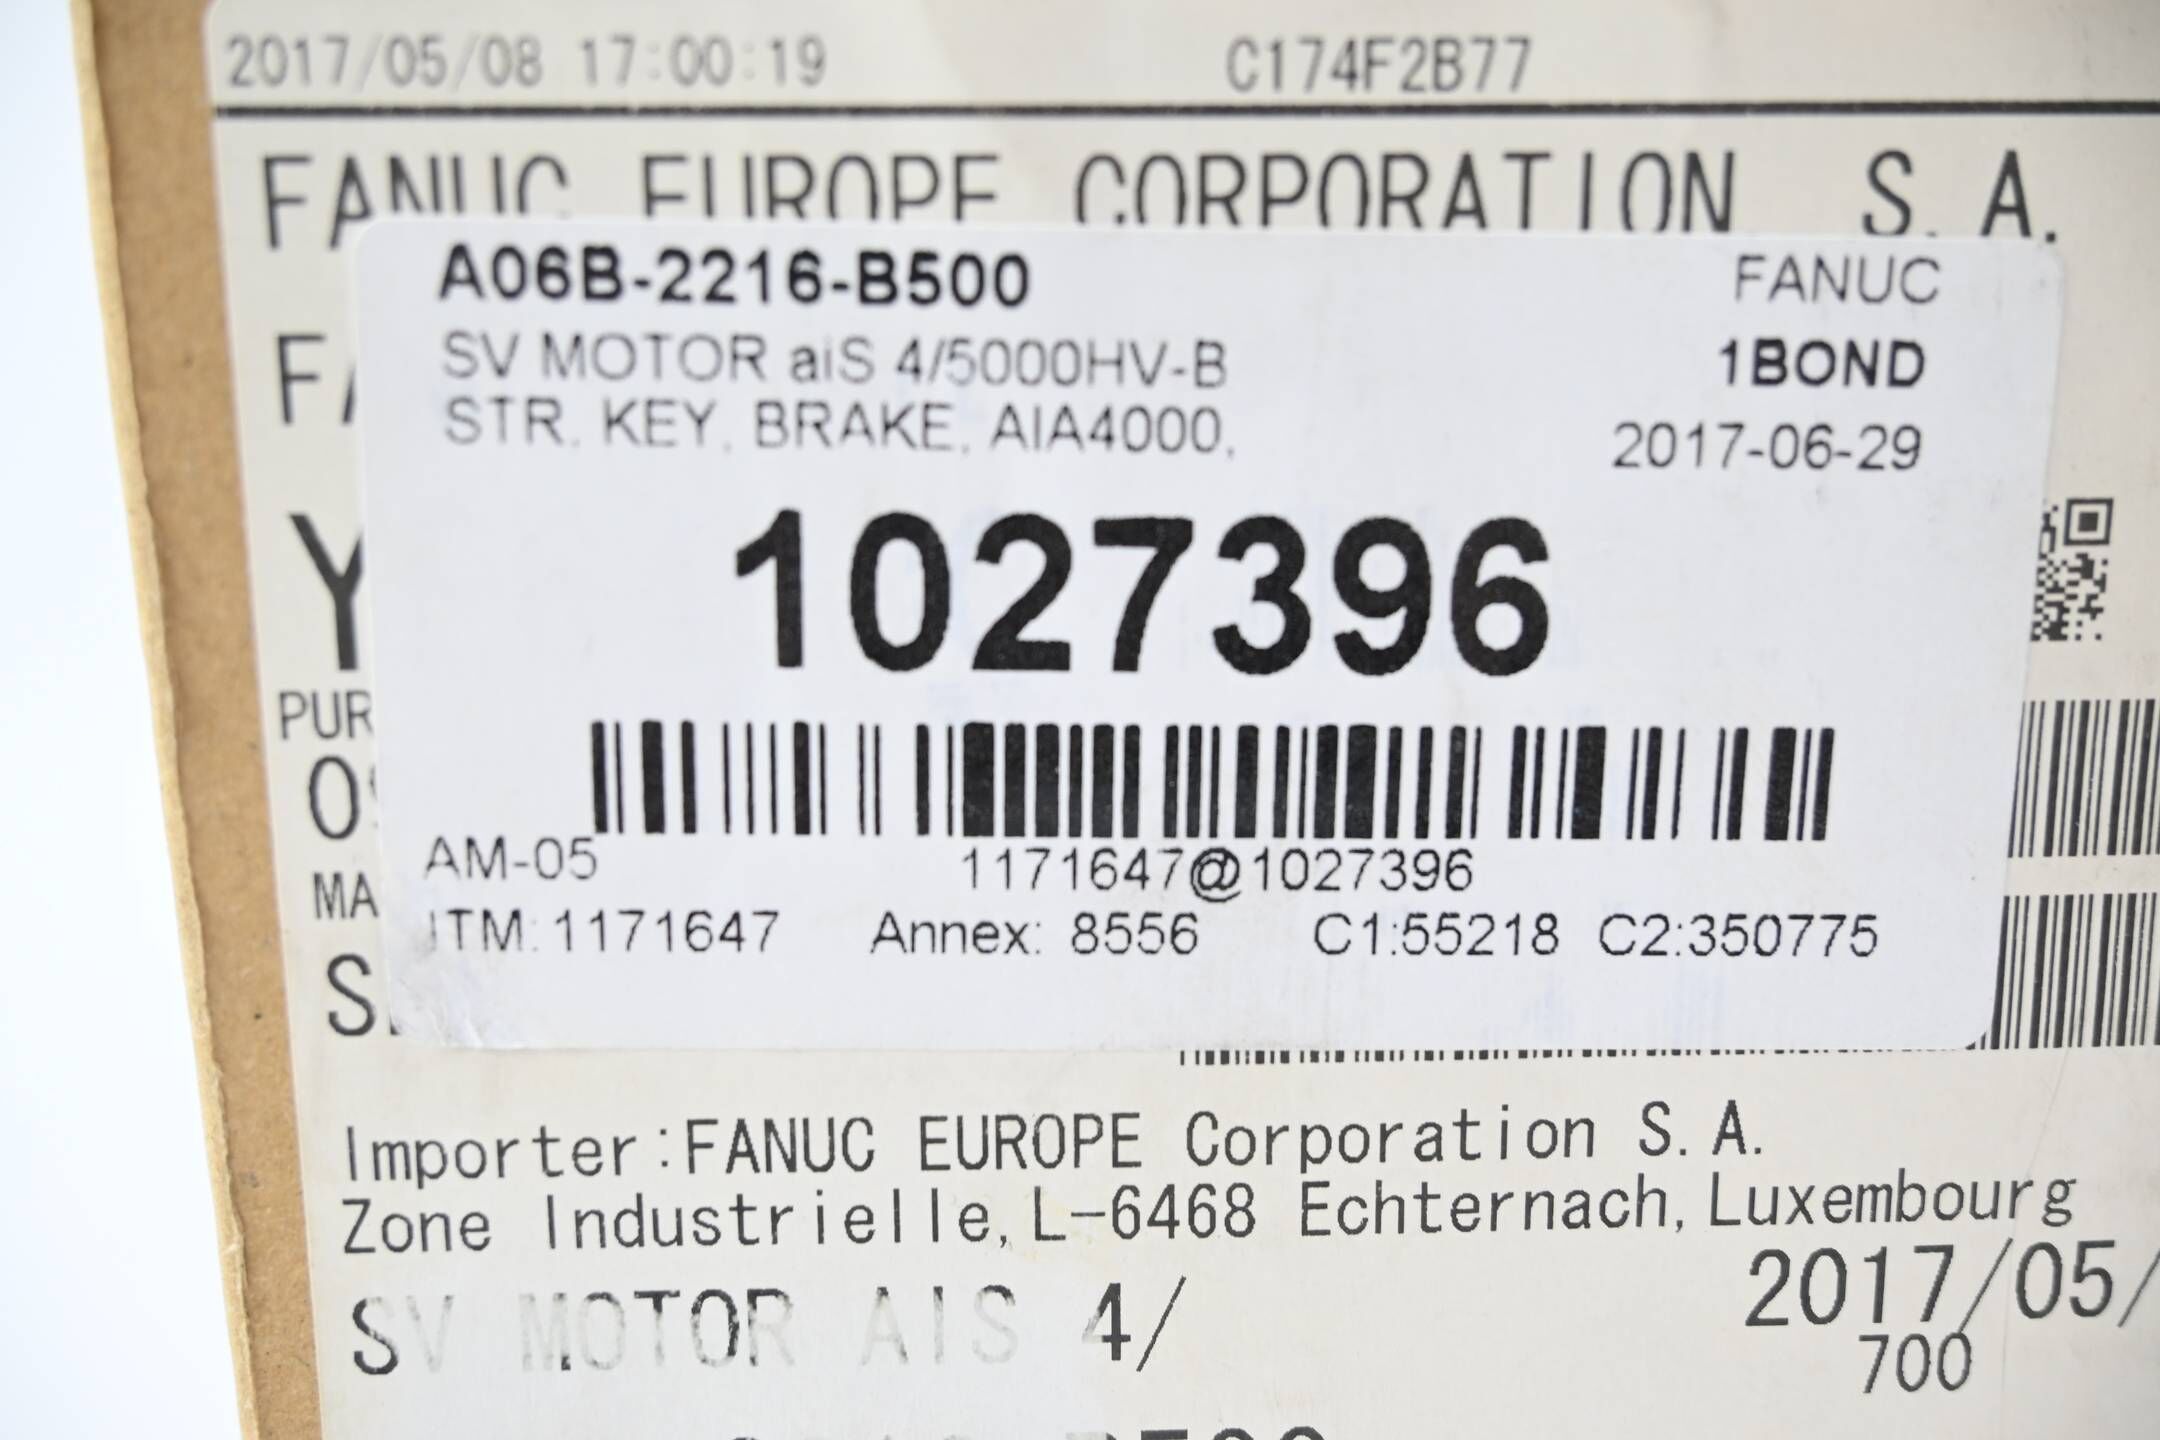 2017/05/08 17:00:19 C174F2B77
FANUC EUROPE CORPORATION S.A.
A06B-2216-B500 FANUC
SV MOTOR aiS 4/5000HV-B 1BOND
STR, KEY, BRAKE, AIA4000, 2017-06-29
1027396
AM-05 1171647@1027396
ITM:1171647 Annex: 8556 C1:55218 C2:350775
Importer:FANUC EUROPE Corporation S.A.
Zone Industrielle,L-6468 Echternach,Luxembourg
SV MOTOR AIS 4/ 2017/05/
700